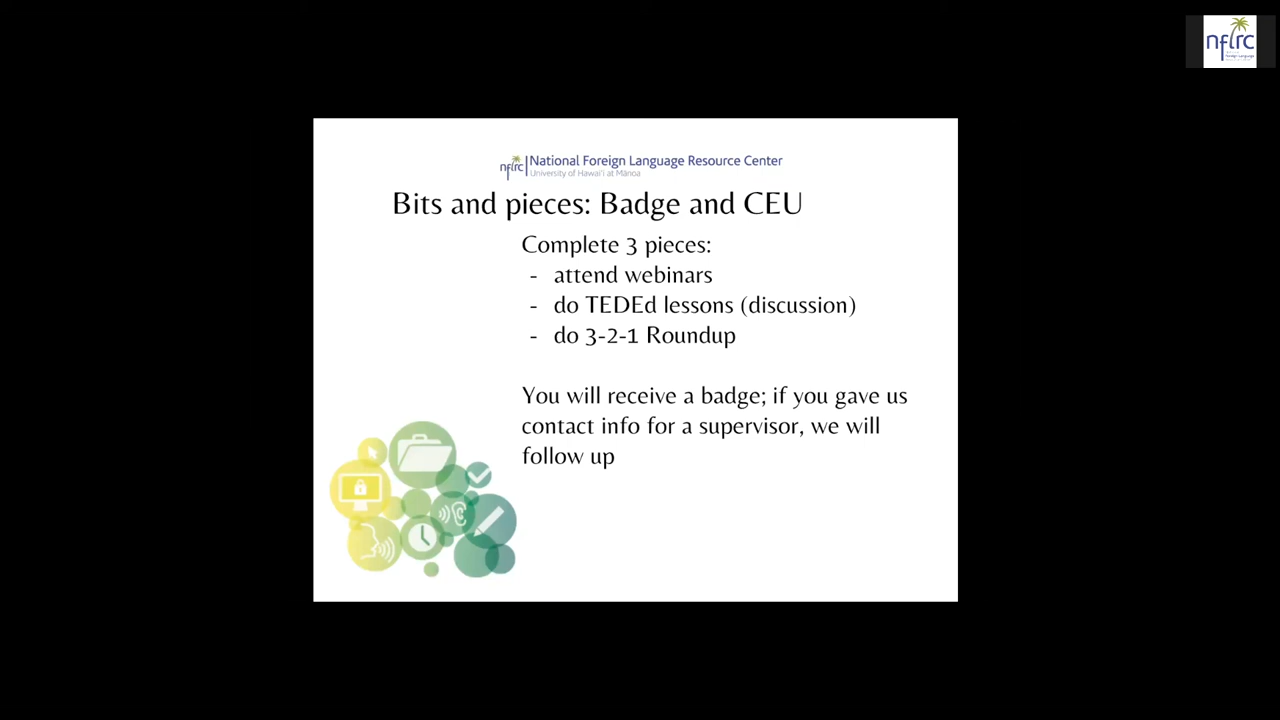 nflrc
nflrc National Foreign Language Resource Center
University of Hawai'i at Mānoa
Bits and pieces: Badge and CEU
Complete 3 pieces:
- attend webinars
- do TEDEd lessons (discussion)
- do 3-2-1 Roundup
You will receive a badge; if you gave us
contact info for a supervisor, we will
follow up